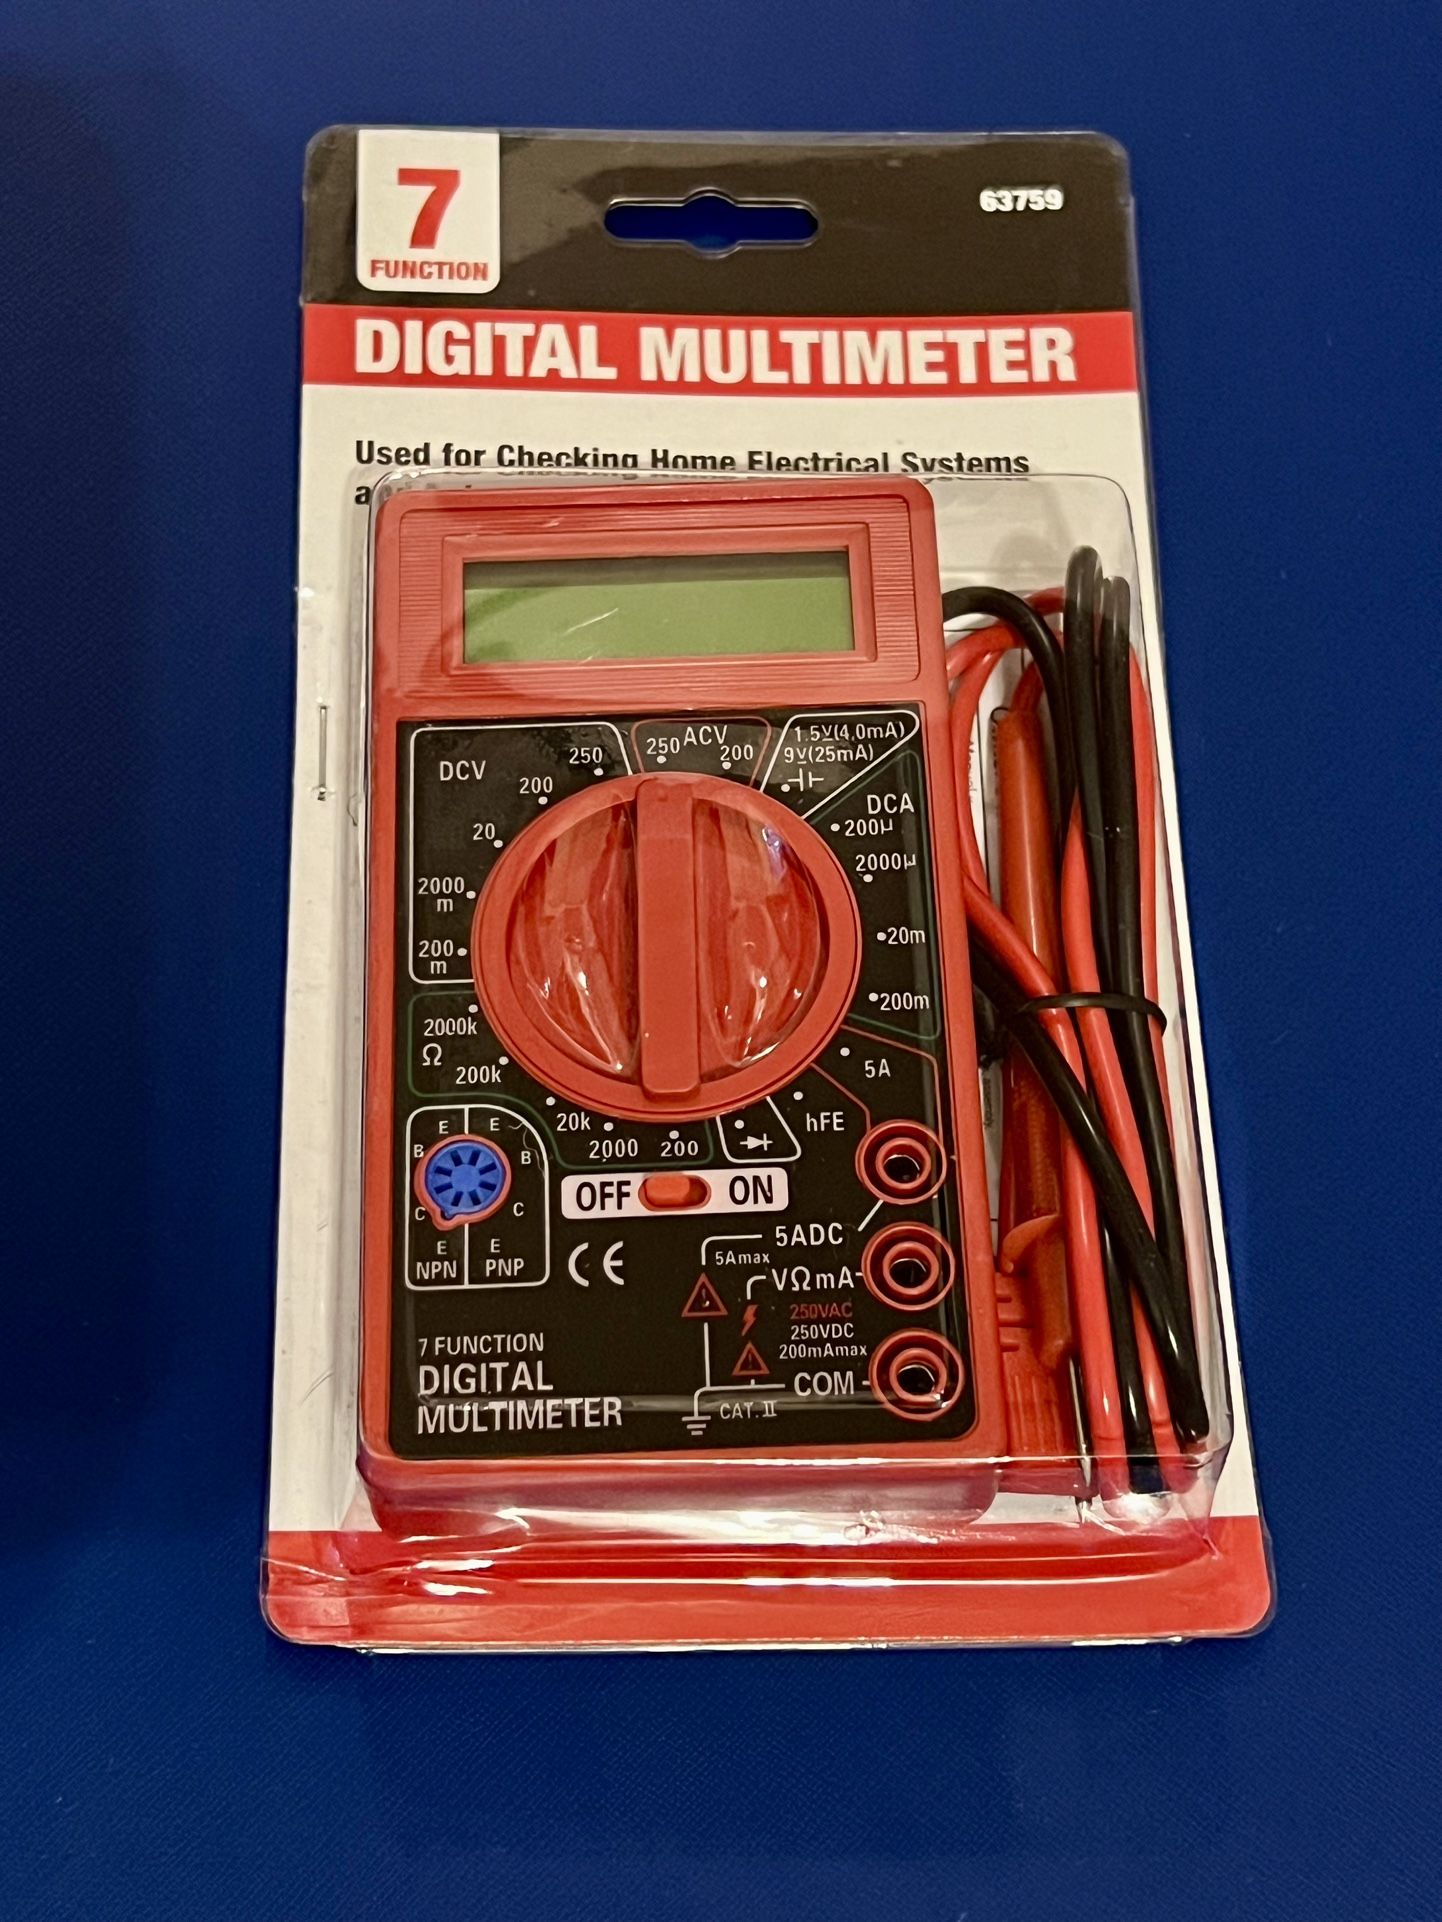 7
FUNCTION
63759
DIGITAL MULTIMETER
Used for Checking Home Electrical Systems
DCV
250
200
20
2000
m
200
m
ACV
250
200
1.5V(4.0mA)
9V(25mA)
DCA
200µ
2000µ
20m
200m
5A
hFE
2000k
Ω
200k
20k
2000
200
E E
B B
C C
E E
NPN PNP
OFF ON
CE
5ADC
5Amax
VΩmA
250VAC
250VDC
200mAmax
COM
CAT. II
7 FUNCTION
DIGITAL
MULTIMETER